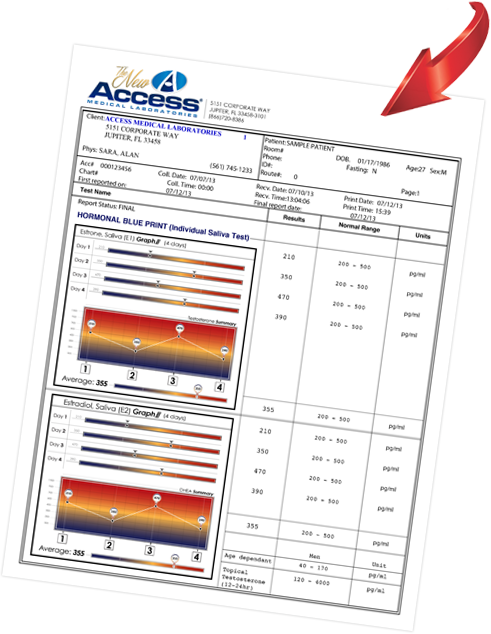 The New
Access
MEDICAL LABORATORIES
5151 CORPORATE WAY
JUPITER, FL 33458-3101
(866)720-8386
Client: ACCESS MEDICAL LABORATORIES 1
5151 CORPORATE WAY
JUPITER, FL 33458
Phys: SARA, ALAN
(561) 745-1233
Patient: SAMPLE PATIENT
Room#
Phone:
ID#:
Route#: 0
DOB. 01/17/1986
Easting: N
Age:27 Sex:M
Page:1
Acc# 000123456
Chart#
First reported on:
Coll. Date: 07/07/13
Coll. Time: 00:00
07/12/13
Recv. Date: 07/10/13
Recv. Time:13:04:06
Final report date:
Print Date: 07/12/13
Print Time: 15:39
07/12/13
Test Name Results Normal Range Units
Report Status: FINAL
HORMONAL BLUE PRINT (Individual Saliva Test)
Estrone, Saliva (E1) Graph// (4 days)
Day 1
Day 2
Day 3
Day 4
210 200 - 500 pg/ml
350 200 - 500 pg/ml
470 200 - 500 pg/ml
390 200 - 500 pg/ml
Testosterone Summary
1 2 3 4
Average: 355
355 200 - 500 pg/ml
Estradiol, Saliva (E2) Graph// (4 days)
Day 1
Day 2
Day 3
Day 4
210 200 - 500 pg/ml
350 200 - 500 pg/ml
470 200 - 500 pg/ml
390 200 - 500 pg/ml
DHEA Summary
1 2 3 4
Average: 355
355 200 - 500 pg/ml
Age dependant Men Unit
40 - 170 pg/ml
Topical
Testosterone
(12-24hr)
120 - 6000 pg/ml